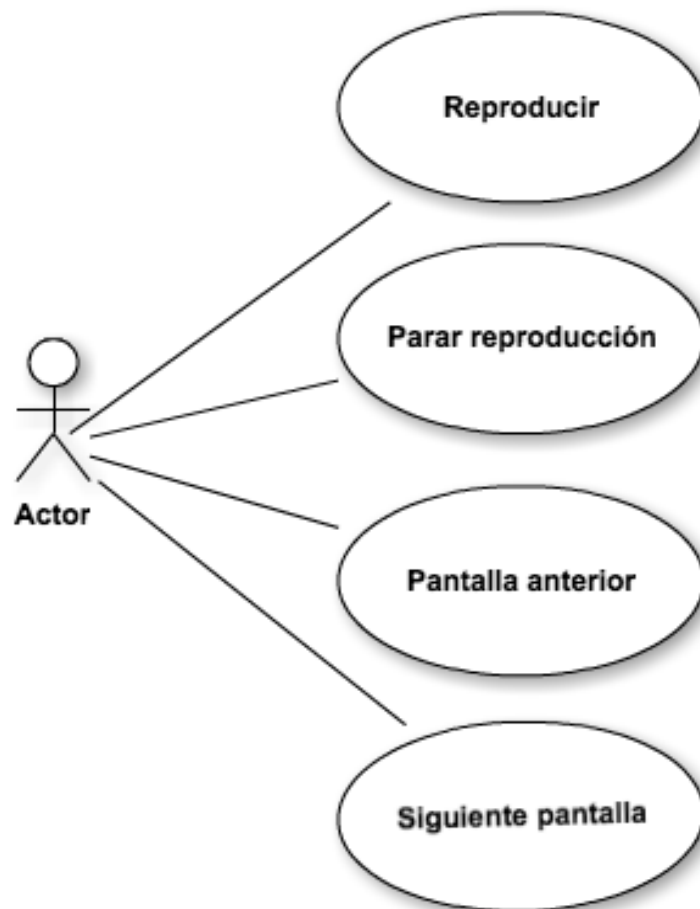 Reproducir
Parar reproducción
Actor
Pantalla anterior
Siguiente pantalla